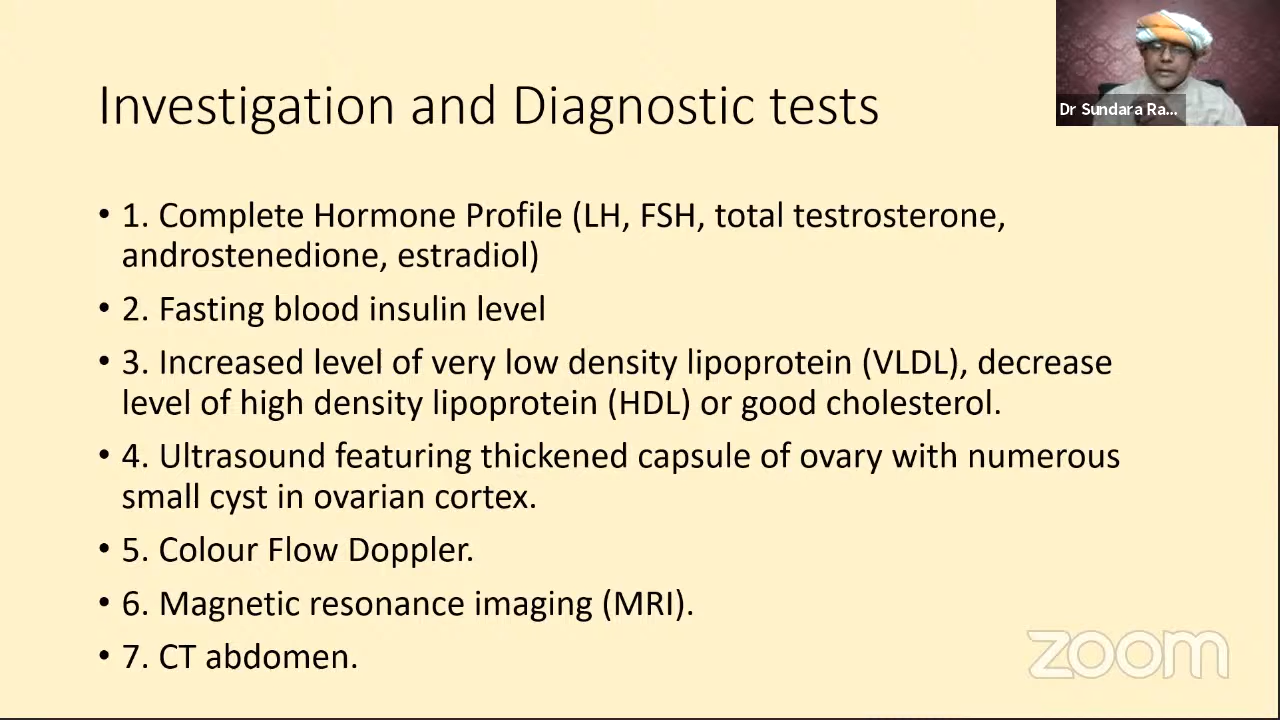 Investigation and Diagnostic tests
Dr Sundara Ra...
• 1. Complete Hormone Profile (LH, FSH, total testrosterone,
androstenedione, estradiol)
• 2. Fasting blood insulin level
• 3. Increased level of very low density lipoprotein (VLDL), decrease
level of high density lipoprotein (HDL) or good cholesterol.
• 4. Ultrasound featuring thickened capsule of ovary with numerous
small cyst in ovarian cortex.
• 5. Colour Flow Doppler.
• 6. Magnetic resonance imaging (MRI).
• 7. CT abdomen.
zoom